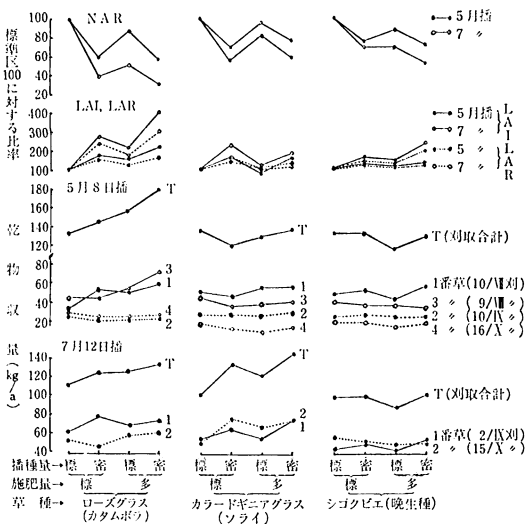 NAR
標準区100に対する比率
100
80
60
40
20
5月播
7 〃
LAI, LAR
400
300
200
100
5月播
7 〃
LAI
5 〃
7 〃
LAR
乾物収量(kg/a)
5月8日播
180
160
140
120
T
T(刈取合計)
80
60
40
20
3
1
4
2
1番草(10/Ⅶ刈)
3 〃 (9/Ⅷ 〃)
2 〃 (10/Ⅸ 〃)
4 〃 (16/Ⅹ 〃)
7月12日播
140
120
100
80
60
40
T
1
2
T
2
1
T(刈取合計)
1番草(2/Ⅸ刈)
2 〃 (15/Ⅹ 〃)
播種量→ 標 密 標 密 標 密 標 密 標 密 標 密
施肥量→ 標 多 標 多 標 多
草種→ ローズグラス(カタムボラ) カラードギニアグラス(ソライ) シコクビエ(晩生種)